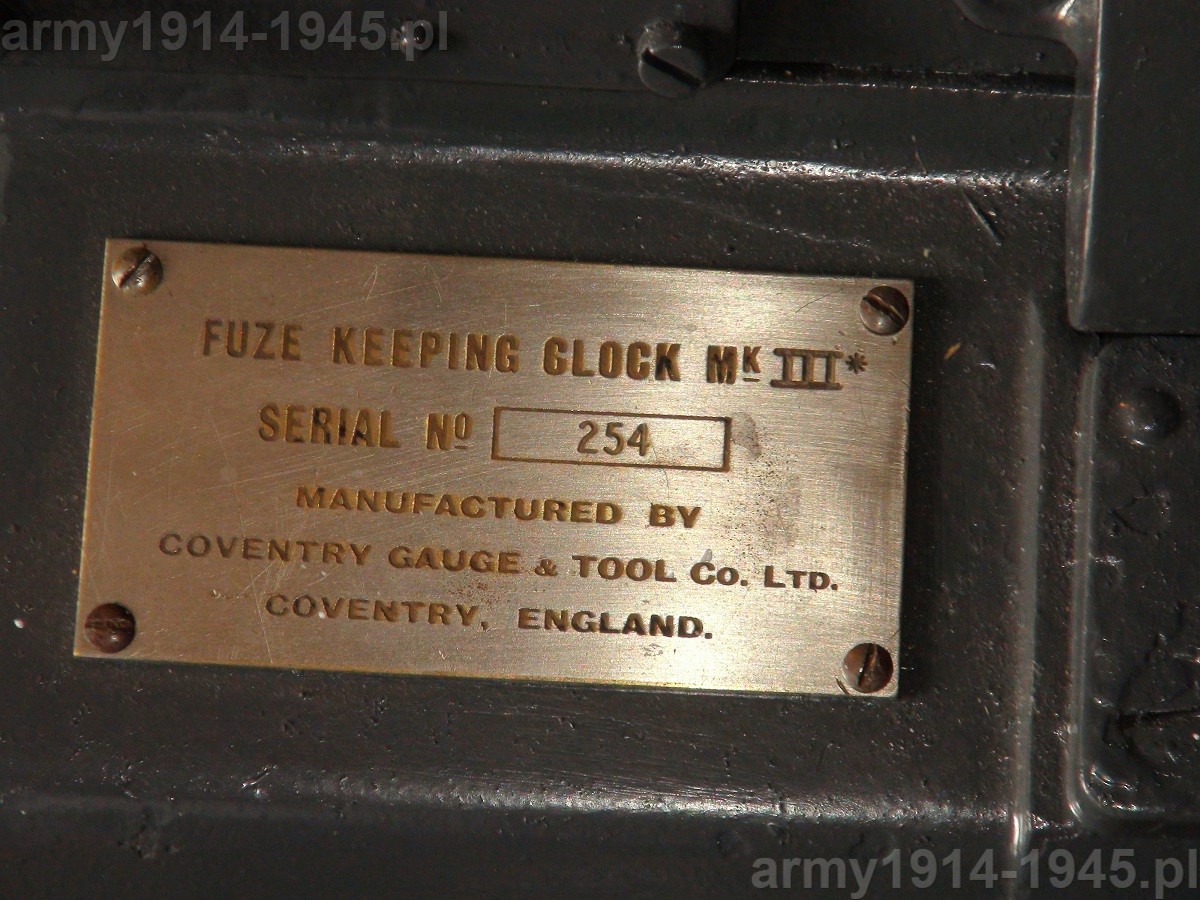 army1914-1945.pl
FUZE KEEPING CLOCK MK III*
SERIAL NO 254
MANUFACTURED BY
COVENTRY GAUGE & TOOL CO. LTD.
COVENTRY, ENGLAND.
army1914-1945.pl